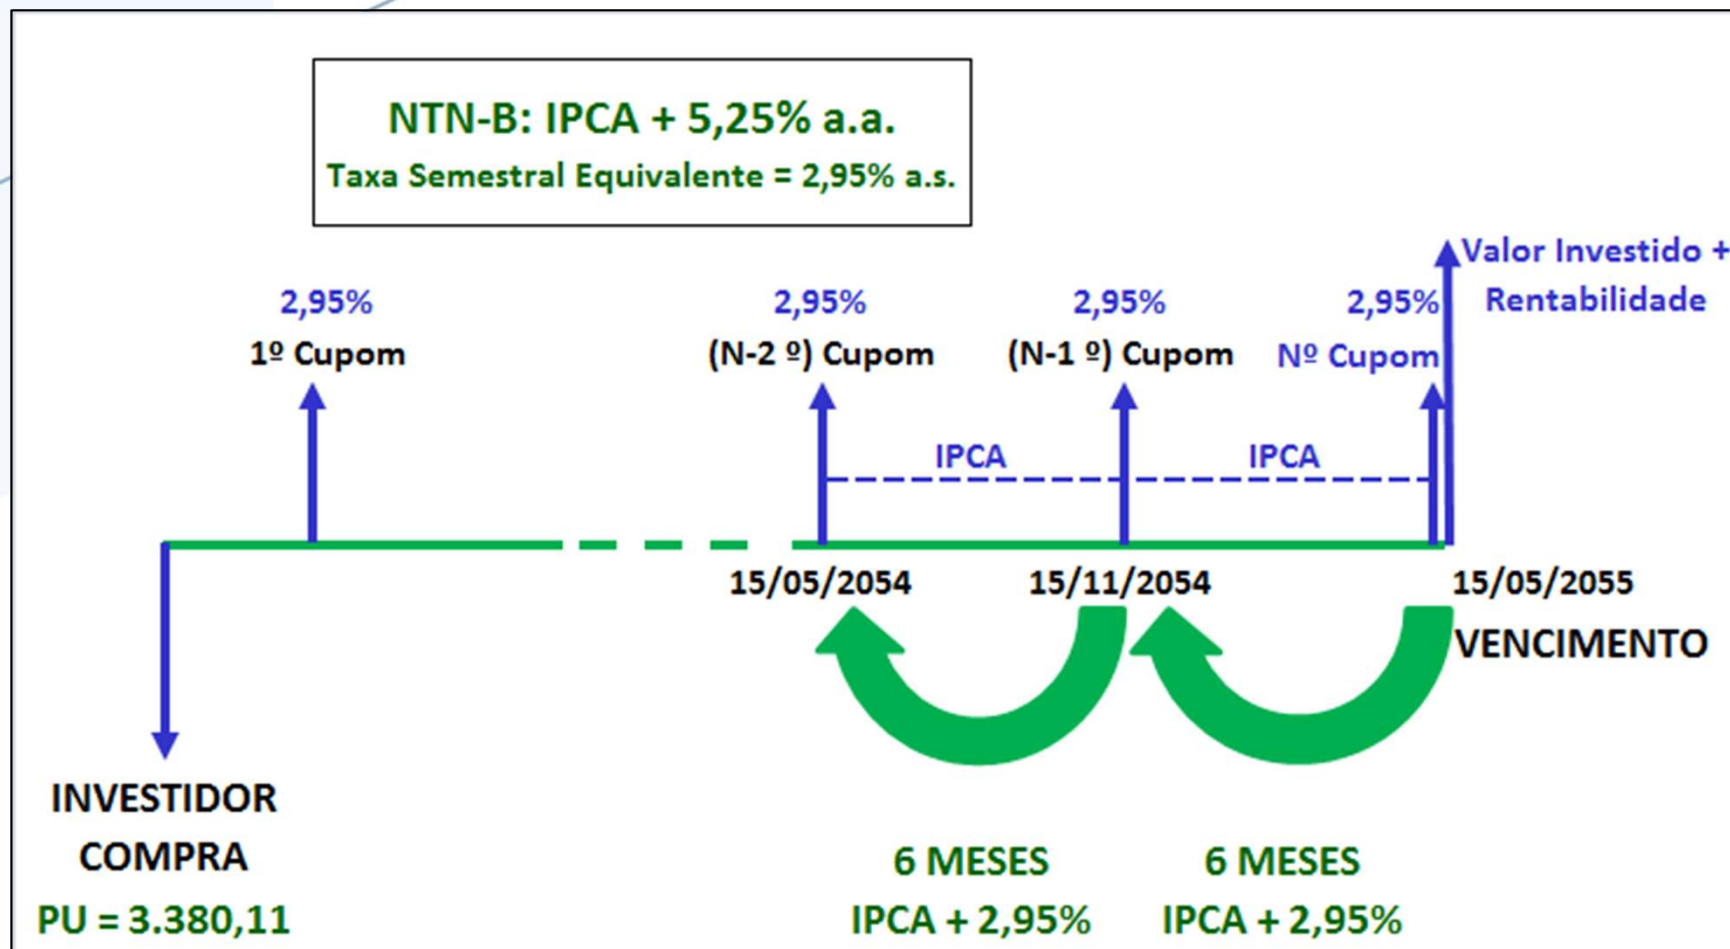 NTN-B: IPCA + 5,25% a.a.
Taxa Semestral Equivalente = 2,95% a.s.
Valor Investido +
Rentabilidade
2,95%
1º Cupom
2,95%
(N-2 º) Cupom
2,95%
(N-1 º) Cupom
2,95%
Nº Cupom
IPCA
IPCA
15/05/2054
15/11/2054
15/05/2055
VENCIMENTO
INVESTIDOR
COMPRA
PU = 3.380,11
6 MESES
IPCA + 2,95%
6 MESES
IPCA + 2,95%